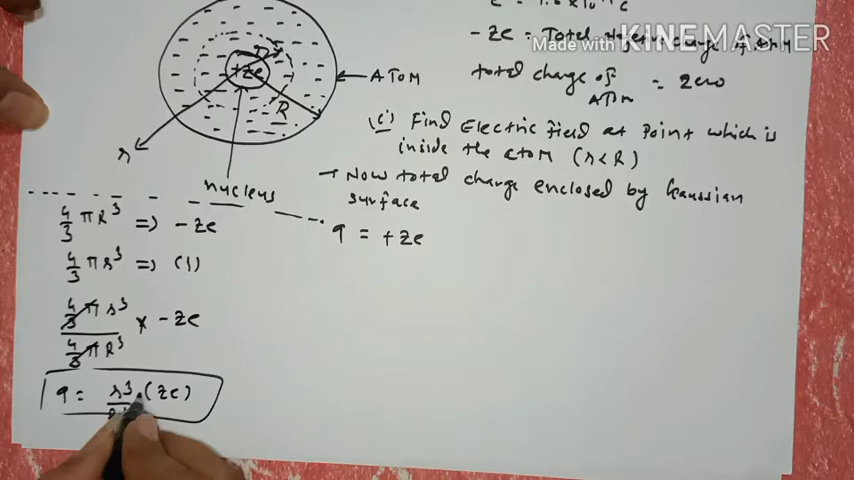 Made with KINEMASTER
- ze = Total
total charge of ATOM = Zero
+ze
R
ATOM
r
nucleus
(i) Find Electric Field at Point which is
inside the atom (r < R)
→ Now total charge enclosed by Gaussian
surface
q = +ze
4/3 πR³ => -ze
4/3 πr³ => (1)
4/3 πr³ / 4/3 πR³ × -ze
q = r³ (ze)